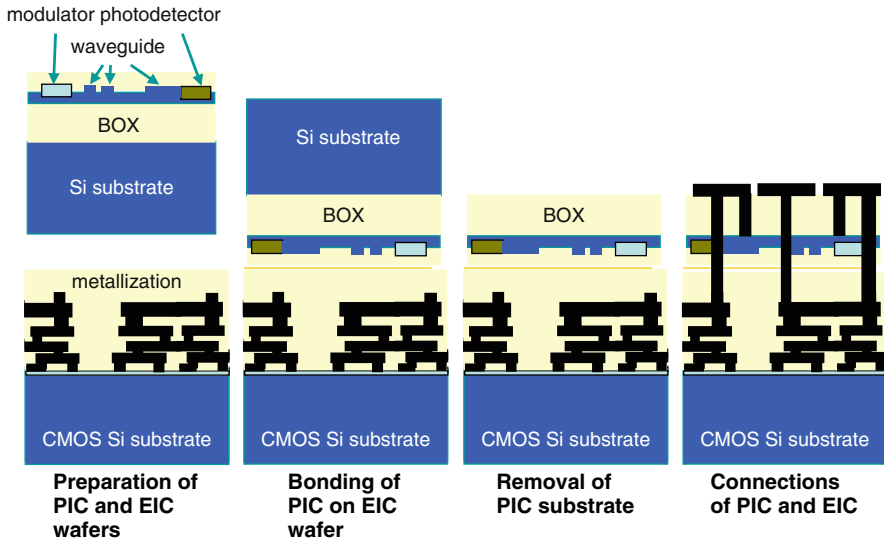 modulator photodetector
waveguide
BOX
Si substrate
metallization
CMOS Si substrate
Preparation of
PIC and EIC
wafers
Si substrate
BOX
CMOS Si substrate
Bonding of
PIC on EIC
wafer
BOX
CMOS Si substrate
Removal of
PIC substrate
CMOS Si substrate
Connections
of PIC and EIC